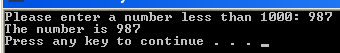 Please enter a number less than 1000: 987
The number is 987
Press any key to continue . . .